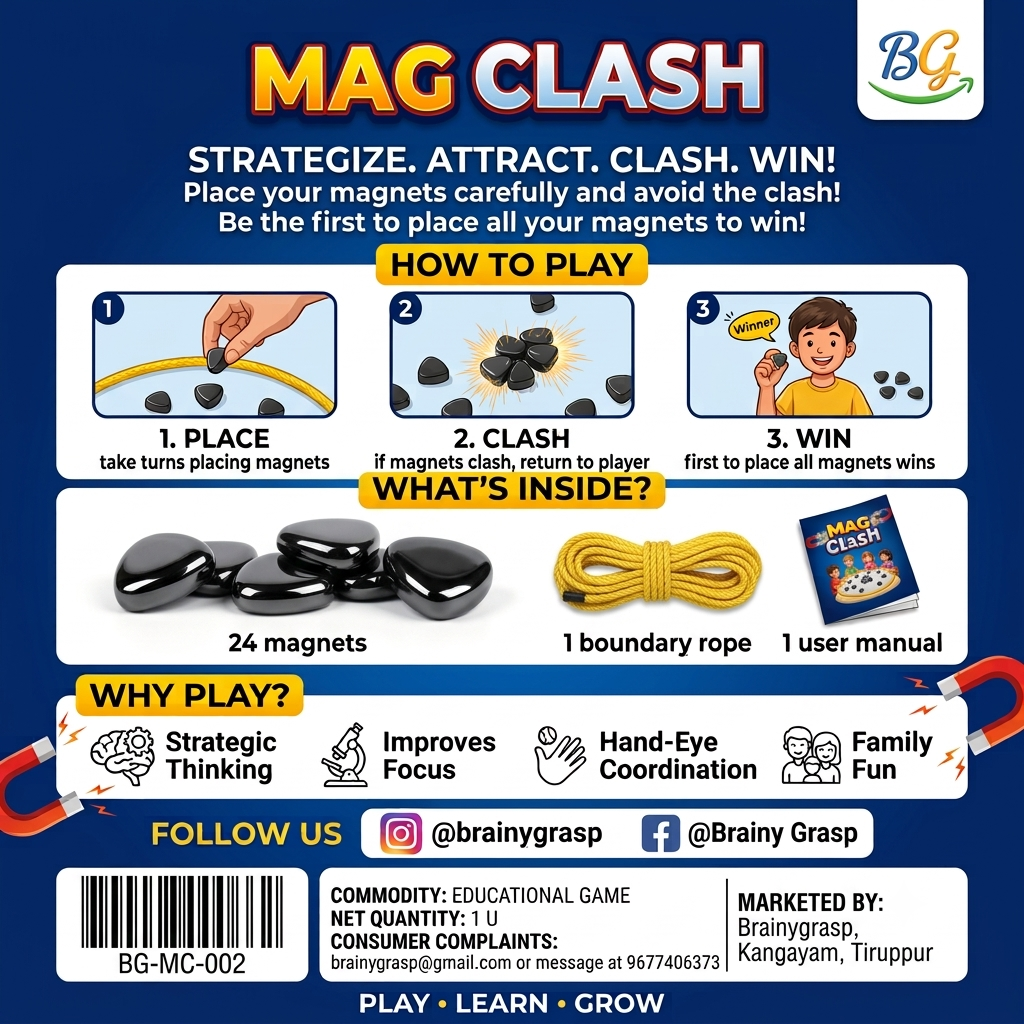 MAG CLASH
BG
STRATEGIZE. ATTRACT. CLASH. WIN!
Place your magnets carefully and avoid the clash!
Be the first to place all your magnets to win!
HOW TO PLAY
1
2
3
Winner
1. PLACE
take turns placing magnets
2. CLASH
if magnets clash, return to player
3. WIN
first to place all magnets wins
WHAT'S INSIDE?
MAG
CLASH
24 magnets
1 boundary rope
1 user manual
WHY PLAY?
Strategic
Thinking
Improves
Focus
Hand-Eye
Coordination
Family
Fun
FOLLOW US
@brainygrasp
@Brainy Grasp
BG-MC-002
COMMODITY: EDUCATIONAL GAME
NET QUANTITY: 1 U
CONSUMER COMPLAINTS:
brainygrasp@gmail.com or message at 9677406373
MARKETED BY:
Brainygrasp,
Kangayam, Tiruppur
PLAY • LEARN • GROW